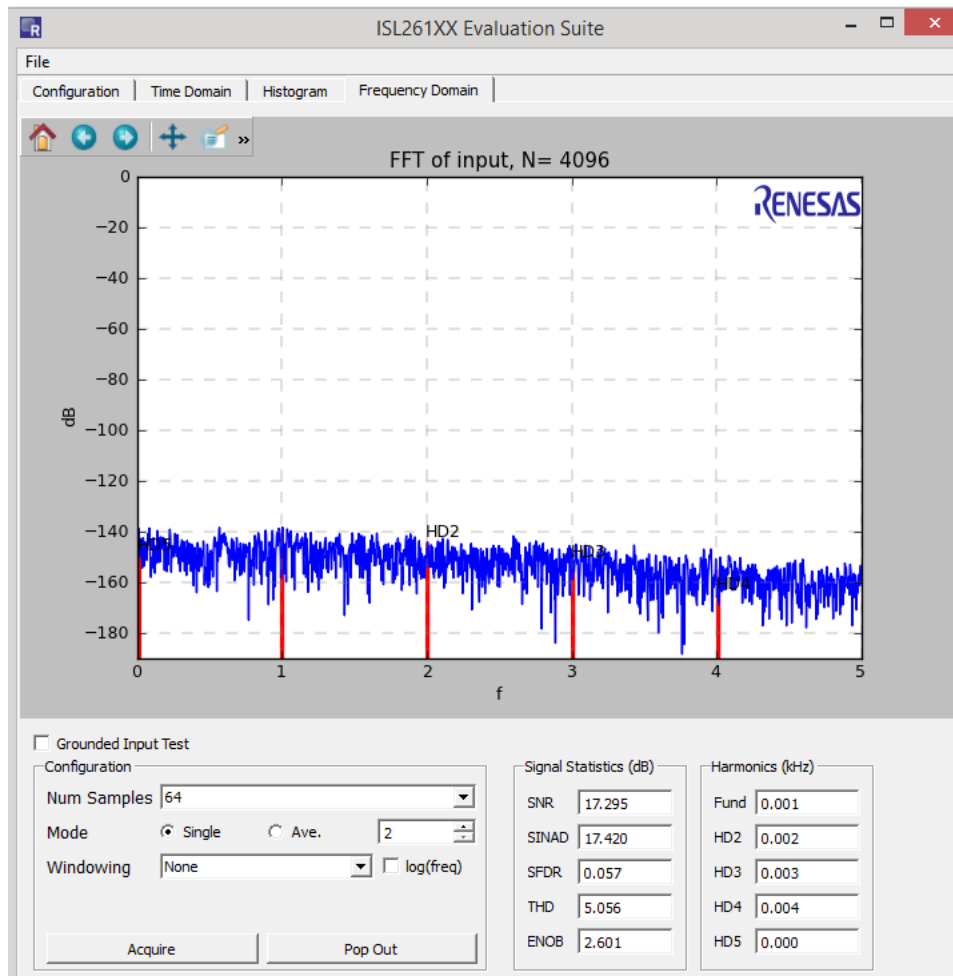 R
ISL261XX Evaluation Suite
File
Configuration Time Domain Histogram Frequency Domain
»
FFT of input, N= 4096
RENESAS
0
−20
−40
−60
−80
−100
−120
−140
−160
−180
dB
HD5
HD2
HD3
HD4
0 1 2 3 4 5
f
Grounded Input Test
Configuration
Num Samples 64
Mode Single Ave. 2
Windowing None log(freq)
Acquire Pop Out
Signal Statistics (dB)
SNR 17.295
SINAD 17.420
SFDR 0.057
THD 5.056
ENOB 2.601
Harmonics (kHz)
Fund 0.001
HD2 0.002
HD3 0.003
HD4 0.004
HD5 0.000